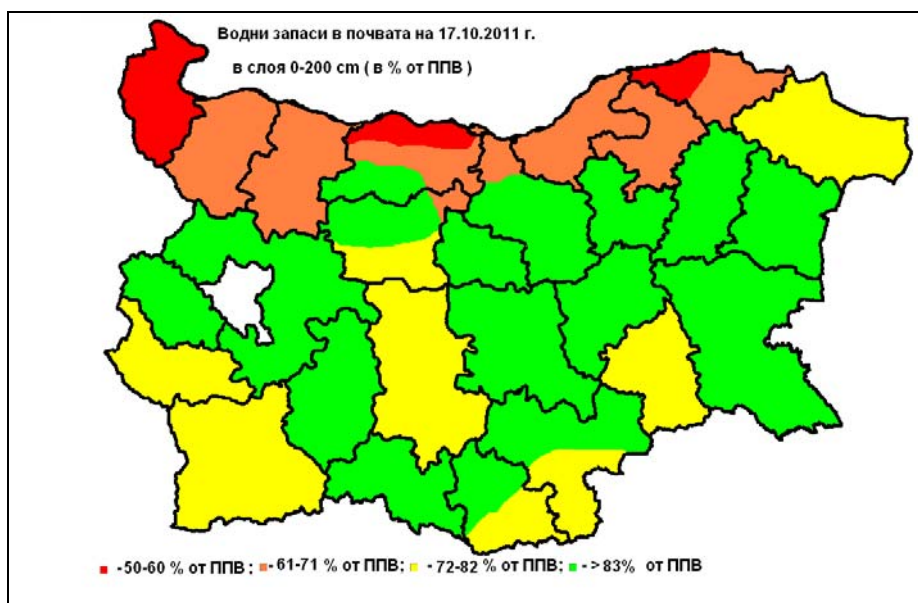 Водни запаси в почвата на 17.10.2011 г.
в слоя 0-200 cm ( в % от ППВ )
-50-60 % от ППВ ; -61-71 % от ППВ; -72-82 % от ППВ; ->83% от ППВ